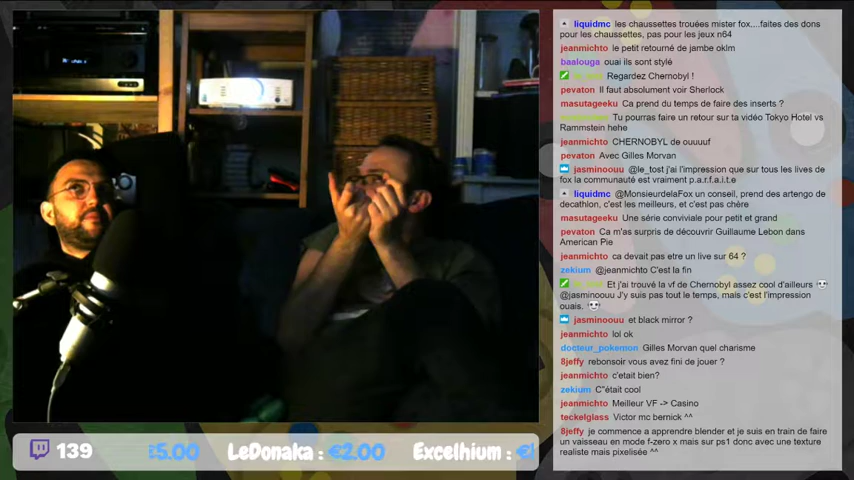 liquidmc les chaussettes trouées mister fox....faites des dons
pour les chaussettes, pas pour les jeux n64
jeanmichto le petit retourné de jambe oklm
baalouga ouai ils sont stylé
Regardez Chernobyl !
pevaton Il faut absolument voir Sherlock
masutageeku Ca prend du temps de faire des inserts ?
Tu pourras faire un retour sur ta vidéo Tokyo Hotel vs
Rammstein hehe
jeanmichto CHERNOBYL de ouuuuf
pevaton Avec Gilles Morvan
jasminoouu @le_tost j'ai l'impression que sur tous les lives de
fox la communauté est vraiment p.a.r.f.a.i.t.e
liquidmc @MonsieurdelaFox un conseil, prend des artengo de
decathlon, c'est les meilleurs, et c'est pas chère
masutageeku Une série conviviale pour petit et grand
pevaton Ca m'as surpris de découvrir Guillaume Lebon dans
American Pie
jeanmichto ca devait pas etre un live sur 64 ?
zekium @jeanmichto C'est la fin
Et j'ai trouvé la vf de Chernobyl assez cool d'ailleurs
@jasminoouu J'y suis pas tout le temps, mais c'est l'impression
ouais.
jasminoouu et black mirror ?
jeanmichto lol ok
docteur_pokemon Gilles Morvan quel charisme
8jeffy rebonsoir vous avez fini de jouer ?
jeanmichto c'etait bien?
zekium C"était cool
jeanmichto Meilleur VF -> Casino
teckelglass Victor mc bernick ^^
8jeffy je commence a apprendre blender et je suis en train de faire
un vaisseau en mode f-zero x mais sur ps1 donc avec une texture
realiste mais pixelisée ^^
139 €5.00 LeDonaka : €2.00 Excelhium : €